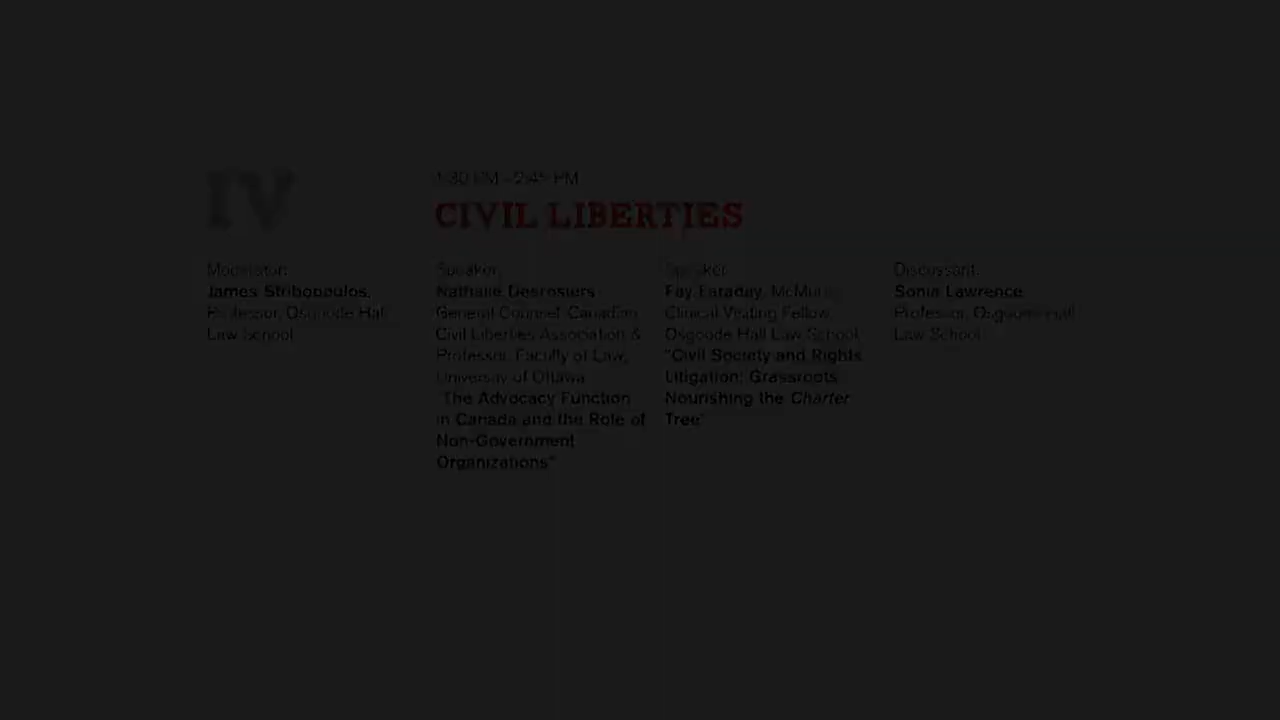 IV
1:30 PM - 2:45 PM
CIVIL LIBERTIES
Moderator:
James Stribopoulos,
Professor, Osgoode Hall
Law School
Speaker:
Nathalie Desrosiers
General Counsel, Canadian
Civil Liberties Association &
Professor, Faculty of Law,
University of Ottawa
"The Advocacy Function
in Canada and the Role of
Non-Government
Organizations"
Speaker:
Fay Faraday, McMurtry
Clinical Visiting Fellow,
Osgoode Hall Law School
"Civil Society and Rights
Litigation: Grassroots
Nourishing the Charter
Tree"
Discussant:
Sonia Lawrence,
Professor, Osgoode Hall
Law School